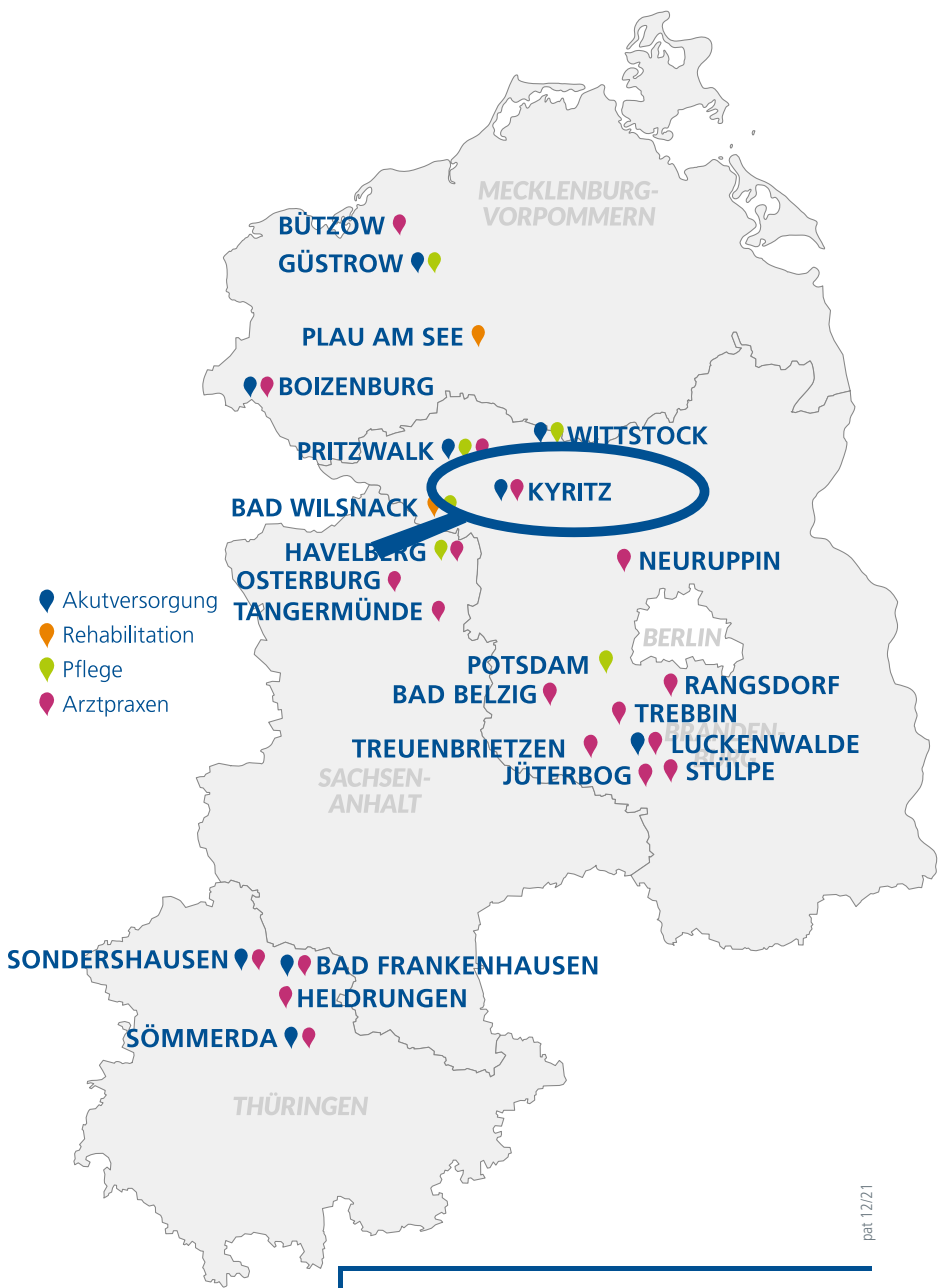 MECKLENBURG-
VORPOMMERN
BÜTZOW
GÜSTROW
PLAU AM SEE
BOIZENBURG
WITTSTOCK
PRITZWALK
KYRITZ
BAD WILSNACK
HAVELBERG
NEURUPPIN
OSTERBURG
TANGERMÜNDE
Akutversorgung
Rehabilitation
Pflege
Arztpraxen
BERLIN
POTSDAM
RANGSDORF
BAD BELZIG
TREBBIN
BRANDEN-
BURG
TREUENBRIETZEN
LUCKENWALDE
JÜTERBOG
STÜLPE
SACHSEN-
ANHALT
SONDERSHAUSEN
BAD FRANKENHAUSEN
HELDRUNGEN
SÖMMERDA
THÜRINGEN
pat 12/21